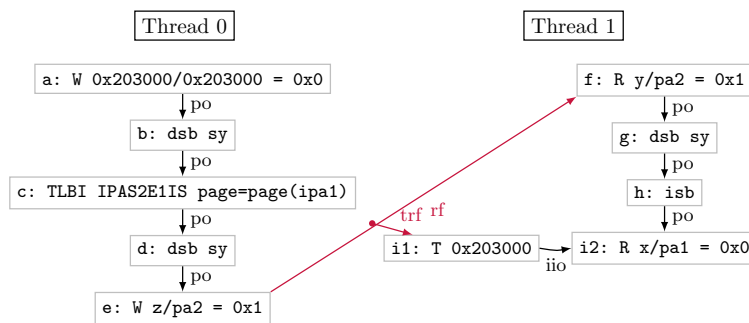 Thread 0
Thread 1
a: W 0x203000/0x203000 = 0x0
f: R y/pa2 = 0x1
po
po
b: dsb sy
g: dsb sy
po
po
c: TLBI IPAS2E1IS page=page(ipa1)
h: isb
trf rf
po
po
d: dsb sy
i1: T 0x203000
iio
i2: R x/pa1 = 0x0
po
e: W z/pa2 = 0x1